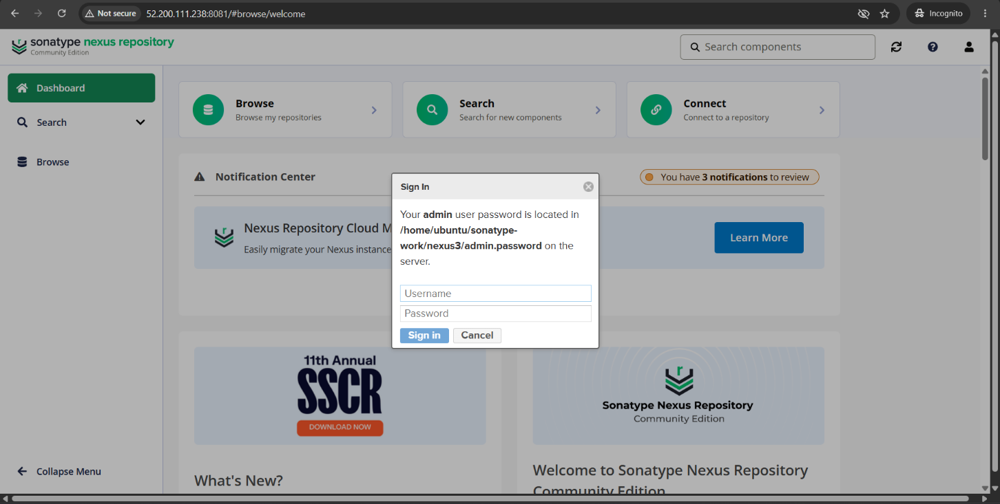 Not secure
52.200.111.238:8081/#browse/welcome
Incognito
sonatype nexus repository
Community Edition
Search components
Dashboard
Search
Browse
Collapse Menu
Browse
Browse my repositories
Search
Search for new components
Connect
Connect to a repository
Notification Center
You have 3 notifications to review
Nexus Repository Cloud M
Easily migrate your Nexus instance
Learn More
Sign In
Your admin user password is located in
/home/ubuntu/sonatype-
work/nexus3/admin.password on the
server.
Username
Password
Sign in
Cancel
11th Annual
SSCR
DOWNLOAD NOW
What's New?
r
Sonatype Nexus Repository
Community Edition
Welcome to Sonatype Nexus Repository
Community Edition